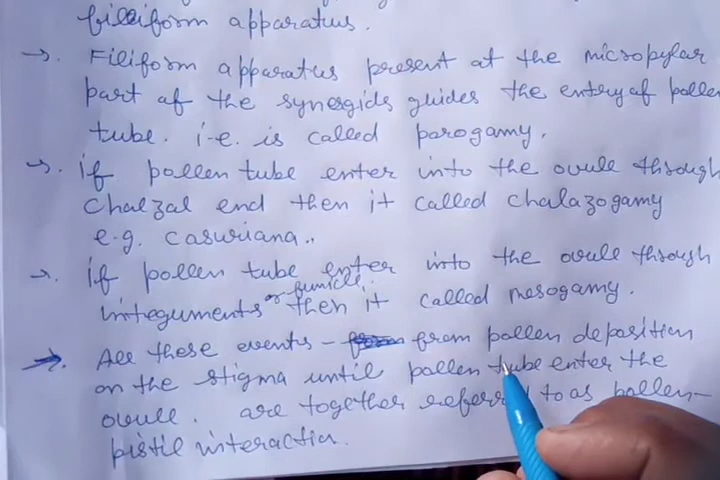 filliform apparatus.
→. Filiform apparatus present at the micropylar
part of the synergids guides the entry of pollen
tube. i.e. is called porogamy.
→. if pollen tube enter into the ovule through
Chalzal end then it called chalazogamy
e.g. Casuriana..
→. if pollen tube enter into the ovule through
integuments or funicle then it called mesogamy.
→. All these events - from pollen deposition
on the stigma until pollen tube enter the
ovule. are together referr to as pollen-
pistil interaction.